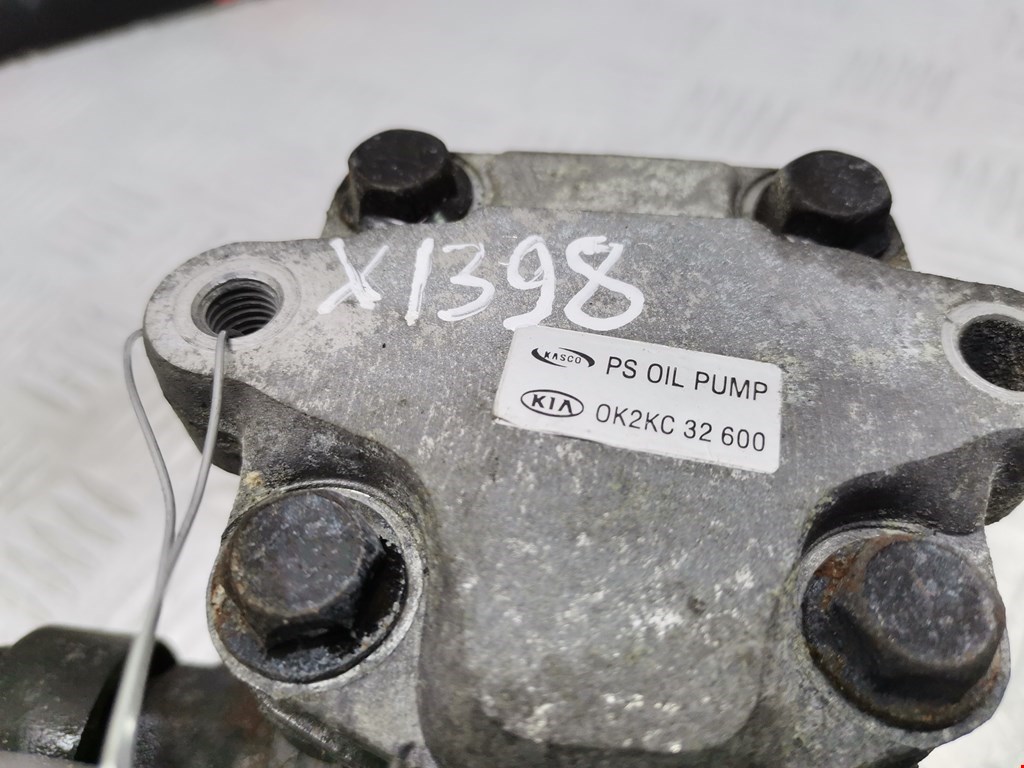 X1398
KASCO PS OIL PUMP
KIA 0K2KC 32 600